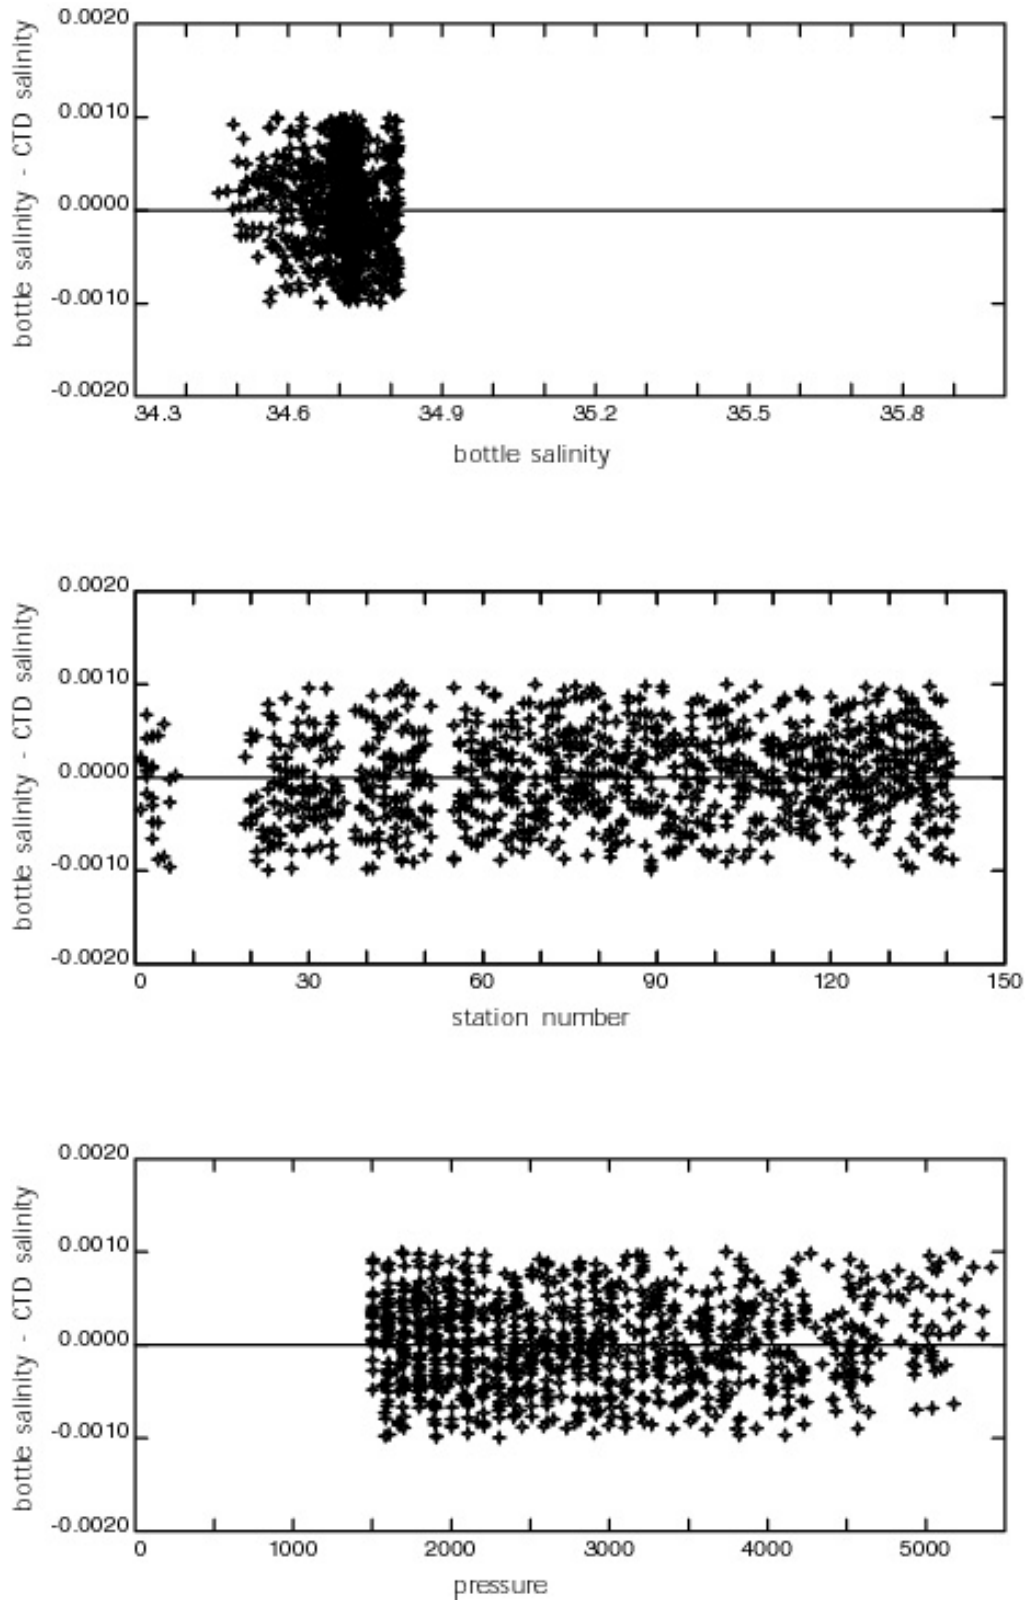 0.0020
0.0010
0.0000
-0.0010
-0.0020
bottle salinity - CTD salinity
34.3 34.6 34.9 35.2 35.5 35.8
bottle salinity
0.0020
0.0010
0.0000
-0.0010
-0.0020
bottle salinity - CTD salinity
0 30 60 90 120 150
station number
0.0020
0.0010
0.0000
-0.0010
-0.0020
bottle salinity - CTD salinity
0 1000 2000 3000 4000 5000
pressure